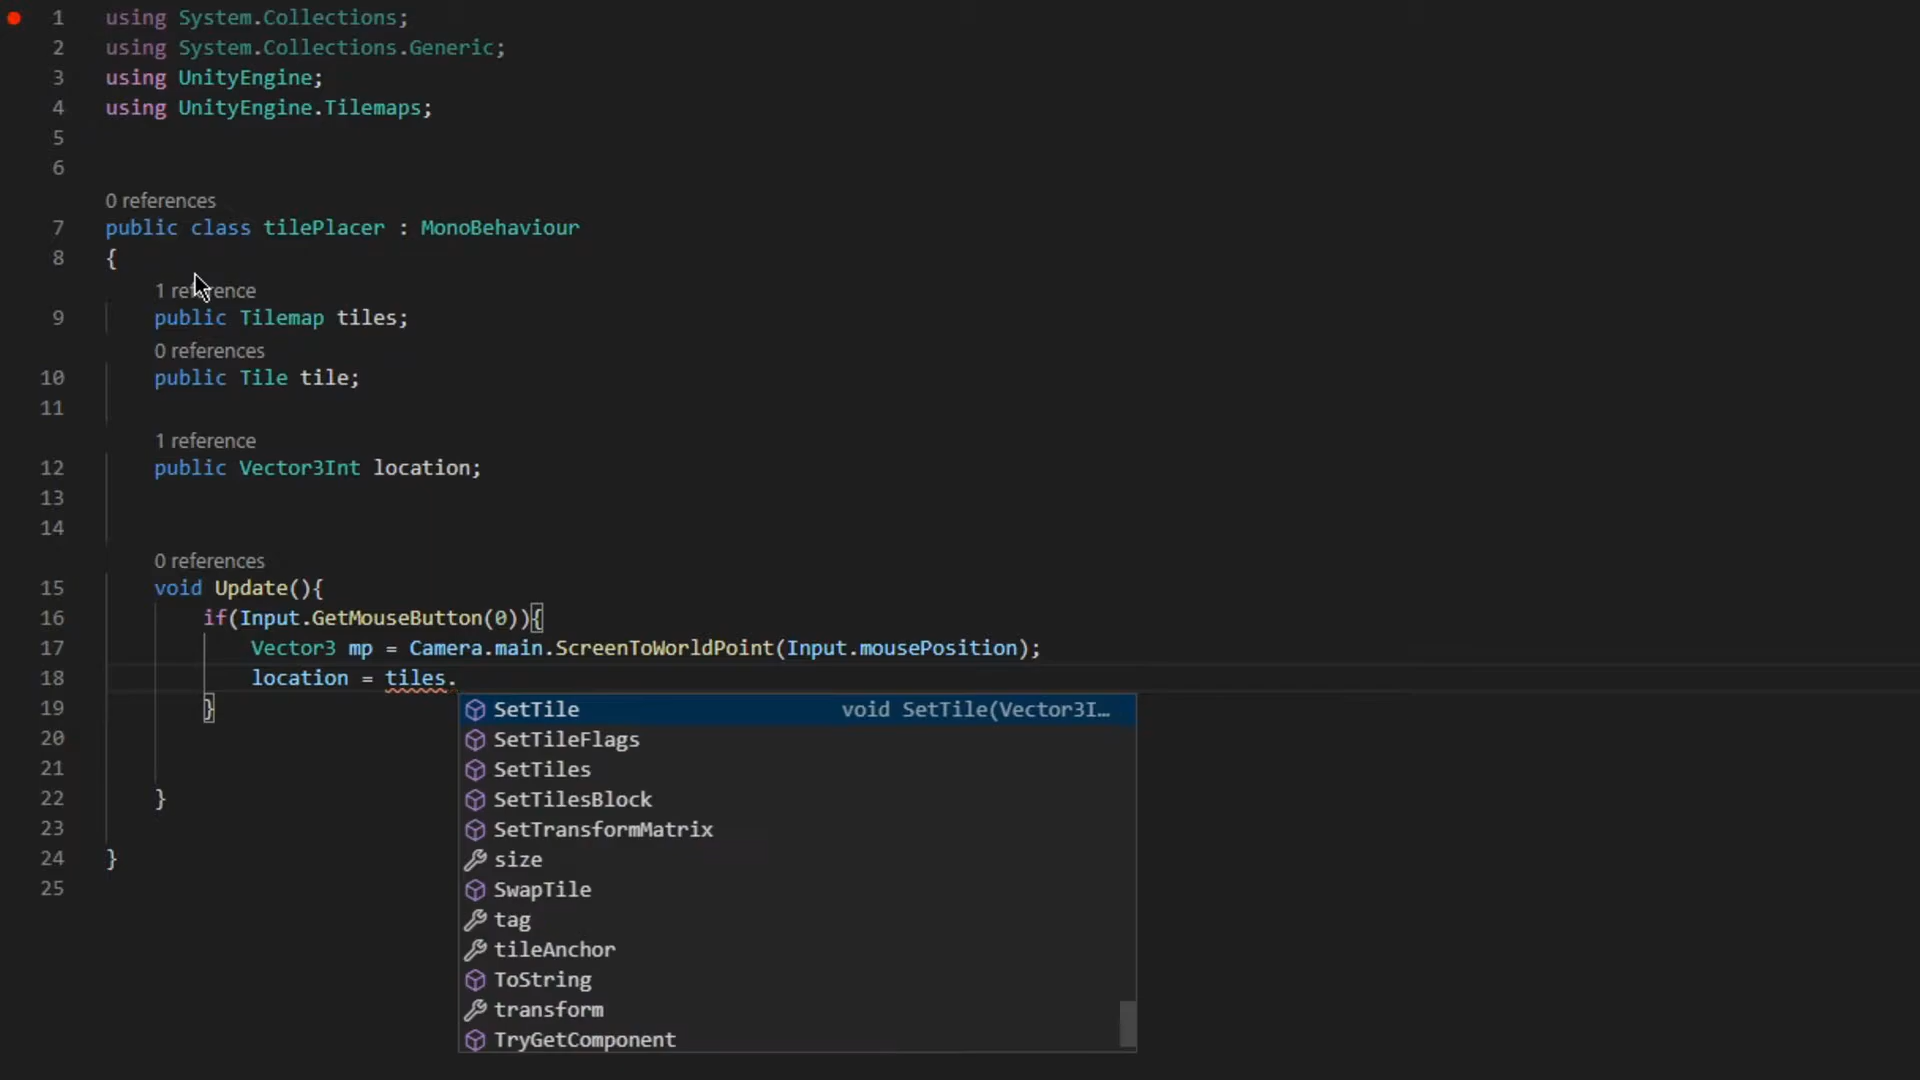 1 using System.Collections;
2 using System.Collections.Generic;
3 using UnityEngine;
4 using UnityEngine.Tilemaps;
5
6
0 references
7 public class tilePlacer : MonoBehaviour
8 {
1 reference
9 public Tilemap tiles;
0 references
10 public Tile tile;
11
1 reference
12 public Vector3Int location;
13
14
0 references
15 void Update(){
16 if(Input.GetMouseButton(0)){
17 Vector3 mp = Camera.main.ScreenToWorldPoint(Input.mousePosition);
18 location = tiles.
19 }
20
21
22 }
23
24 }
25
SetTile void SetTile(Vector3I…
SetTileFlags
SetTiles
SetTilesBlock
SetTransformMatrix
size
SwapTile
tag
tileAnchor
ToString
transform
TryGetComponent